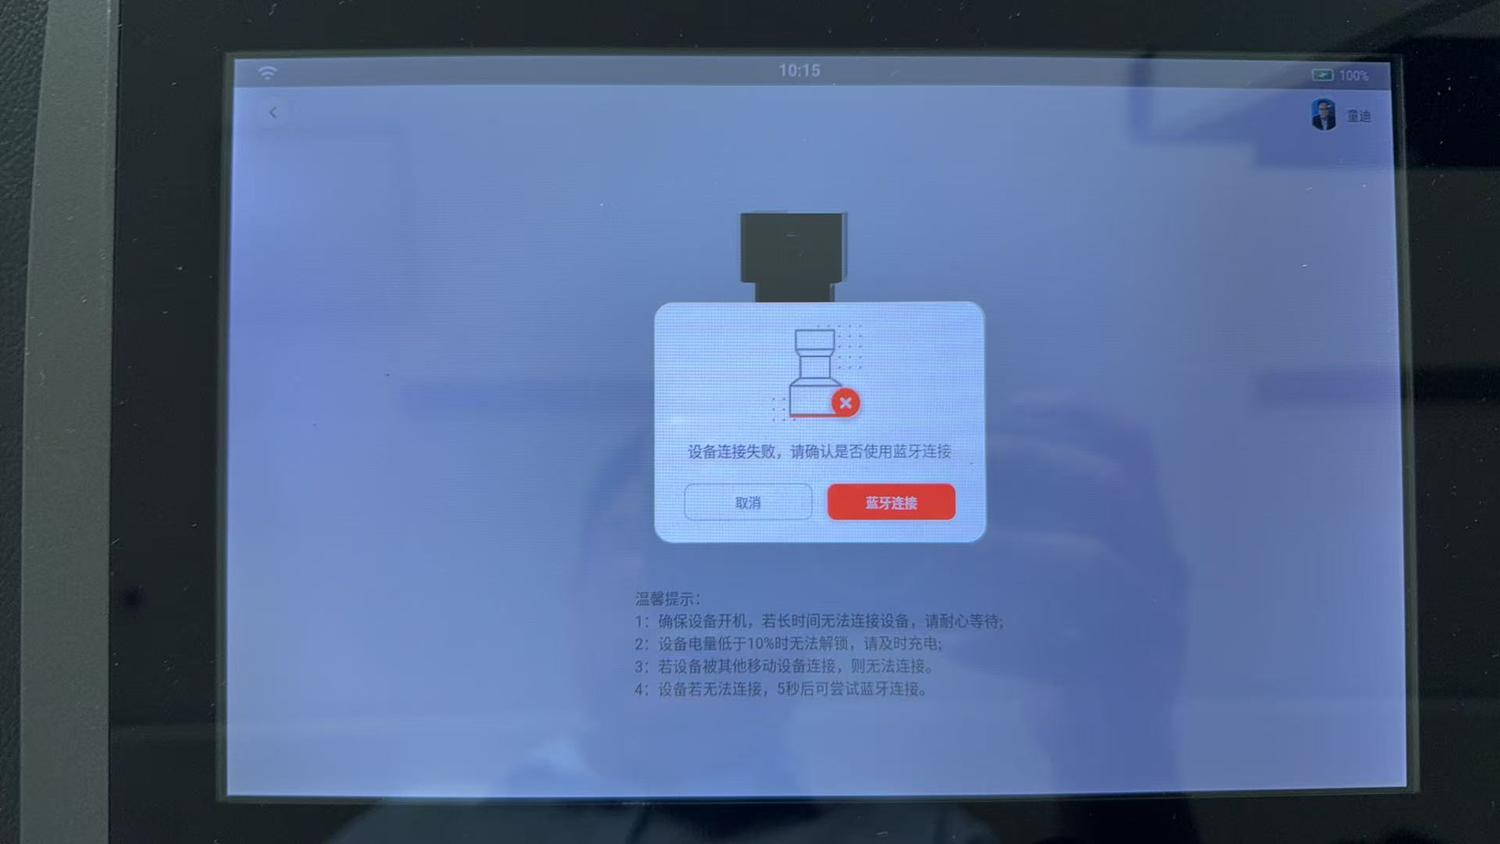 10:15
100%
童迪
设备连接失败，请确认是否使用蓝牙连接
取消
蓝牙连接
温馨提示：
1：确保设备开机，若长时间无法连接设备，请耐心等待;
2：设备电量低于10%时无法解锁，请及时充电;
3：若设备被其他移动设备连接，则无法连接。
4：设备若无法连接，5秒后可尝试蓝牙连接。